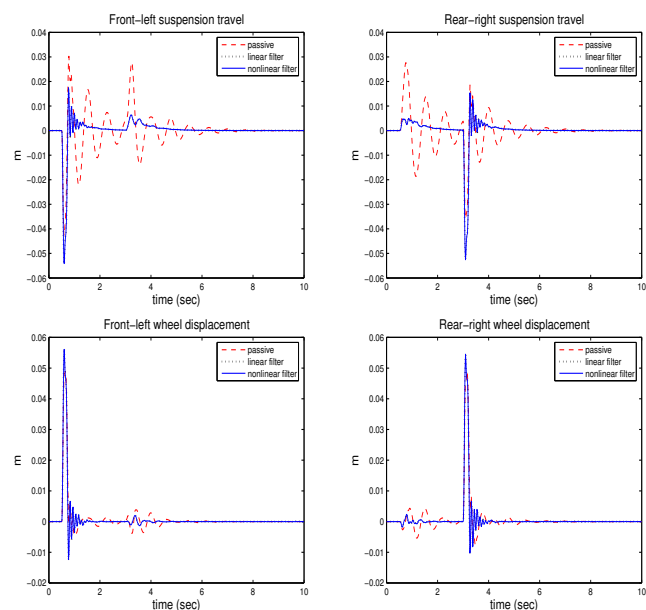 Front−left suspension travel
0.04
0.03
0.02
0.01
0
−0.01
−0.02
−0.03
−0.04
−0.05
−0.06
m
passive
linear filter
nonlinear filter
0 2 4 6 8 10
time (sec)
Rear−right suspension travel
0.04
0.03
0.02
0.01
0
−0.01
−0.02
−0.03
−0.04
−0.05
−0.06
m
passive
linear filter
nonlinear filter
0 2 4 6 8 10
time (sec)
Front−left wheel displacement
0.06
0.05
0.04
0.03
0.02
0.01
0
−0.01
−0.02
m
passive
linear filter
nonlinear filter
0 2 4 6 8 10
time (sec)
Rear−right wheel displacement
0.06
0.05
0.04
0.03
0.02
0.01
0
−0.01
−0.02
m
passive
linear filter
nonlinear filter
0 2 4 6 8 10
time (sec)